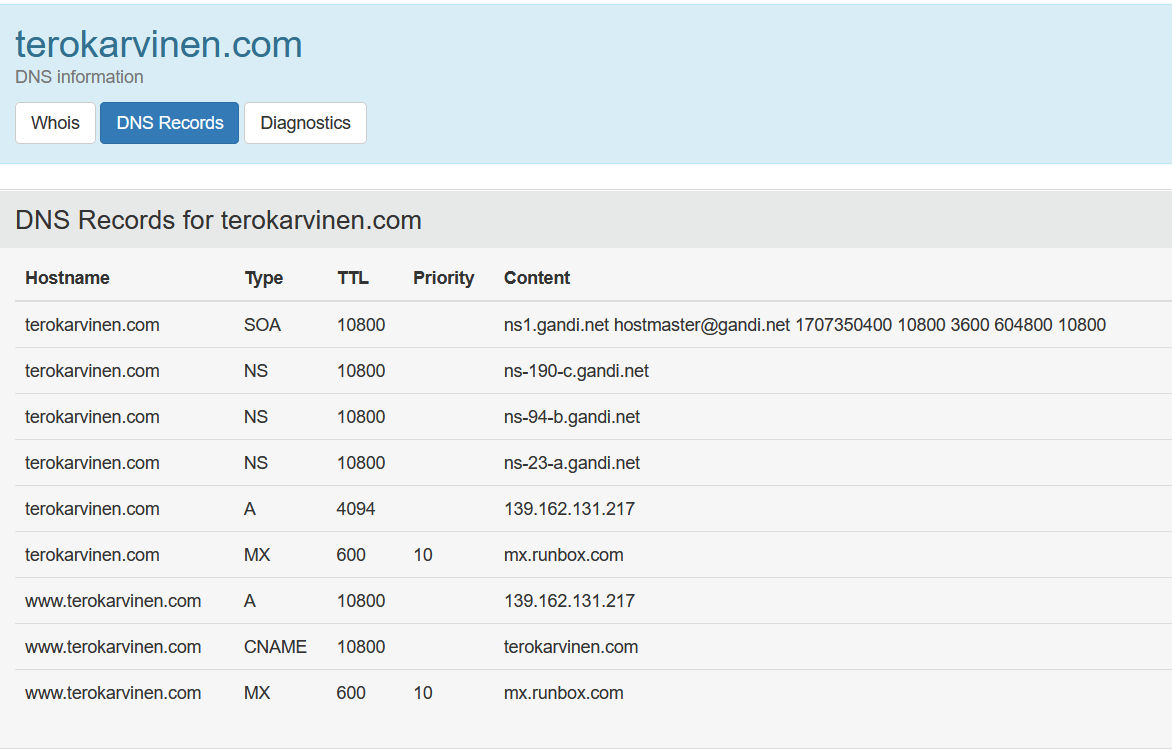 terokarvinen.com
DNS information
Whois DNS Records Diagnostics
DNS Records for terokarvinen.com
Hostname Type TTL Priority Content
terokarvinen.com SOA 10800 ns1.gandi.net hostmaster@gandi.net 1707350400 10800 3600 604800 10800
terokarvinen.com NS 10800 ns-190-c.gandi.net
terokarvinen.com NS 10800 ns-94-b.gandi.net
terokarvinen.com NS 10800 ns-23-a.gandi.net
terokarvinen.com A 4094 139.162.131.217
terokarvinen.com MX 600 10 mx.runbox.com
www.terokarvinen.com A 10800 139.162.131.217
www.terokarvinen.com CNAME 10800 terokarvinen.com
www.terokarvinen.com MX 600 10 mx.runbox.com